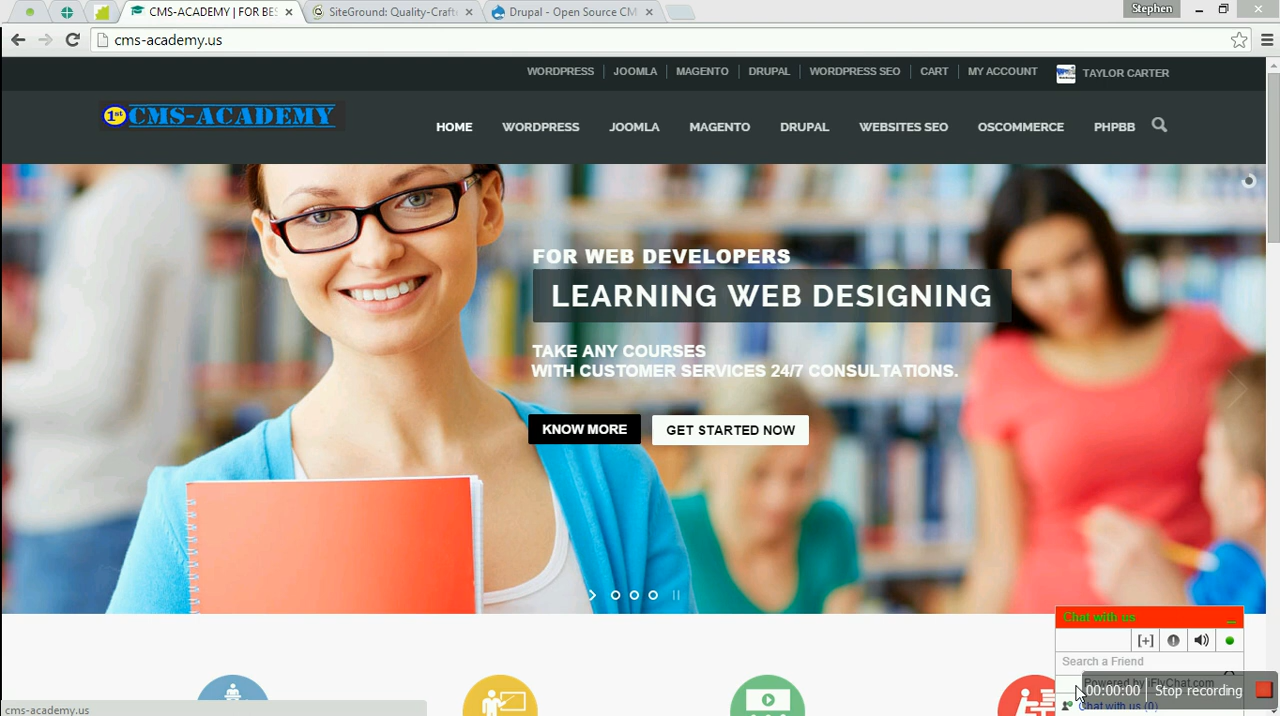 Stephen
CMS-ACADEMY | FOR BES
SiteGround: Quality-Craft
Drupal - Open Source CM
cms-academy.us
WORDPRESS
JOOMLA
MAGENTO
DRUPAL
WORDPRESS SEO
CART
MY ACCOUNT
TAYLOR CARTER
1st CMS-ACADEMY
HOME
WORDPRESS
JOOMLA
MAGENTO
DRUPAL
WEBSITES SEO
OSCOMMERCE
PHPBB
FOR WEB DEVELOPERS
LEARNING WEB DESIGNING
TAKE ANY COURSES
WITH CUSTOMER SERVICES 24/7 CONSULTATIONS.
KNOW MORE
GET STARTED NOW
Chat with us
[+]
Search a Friend
Powered by iFlyChat.com
00:00:00
Stop recording
Chat with us (0)
cms-academy.us